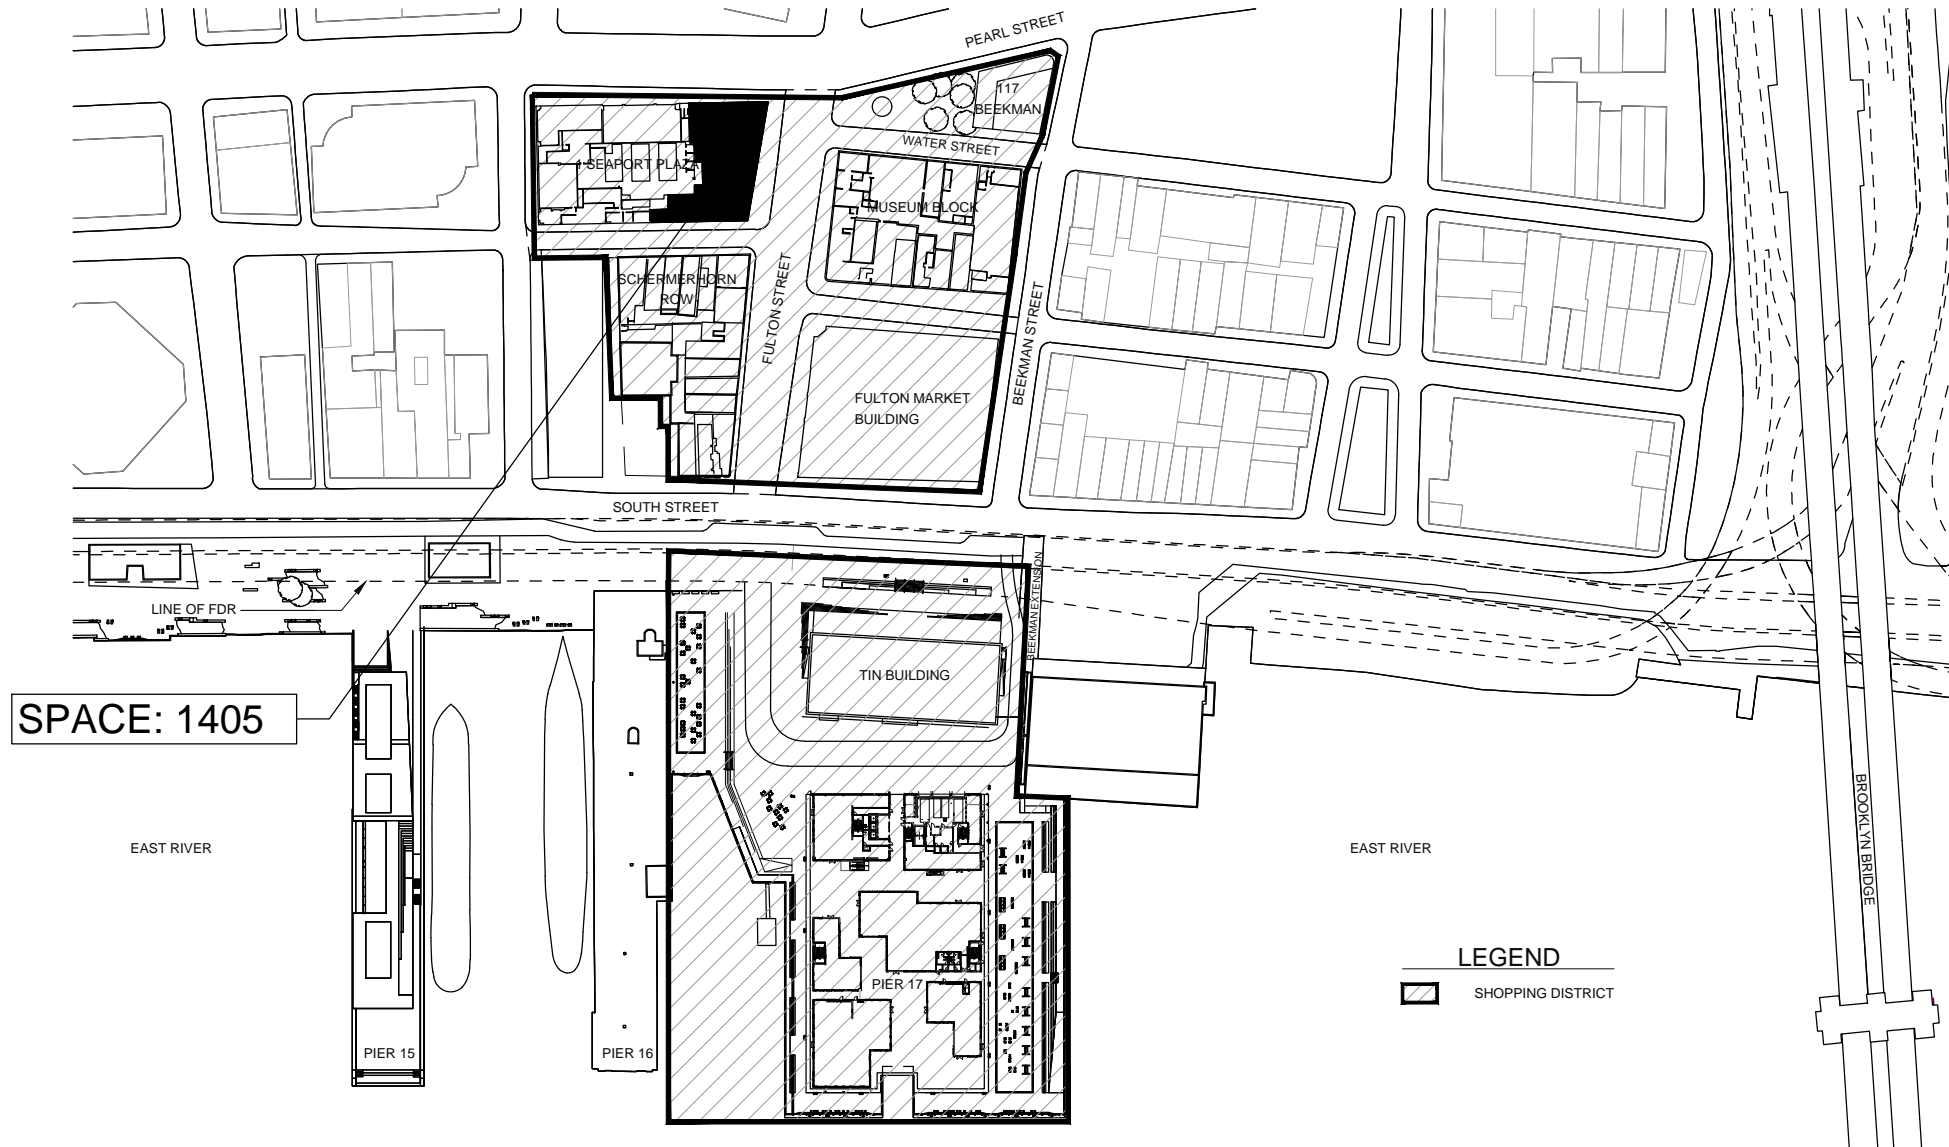 PEARL STREET
117
BEEKMAN
WATER STREET
1 SEAPORT PLAZA
MUSEUM BLOCK
SCHERMERHORN
ROW
FULTON STREET
BEEKMAN STREET
FULTON MARKET
BUILDING
SOUTH STREET
BEEKMAN EXTENSION
LINE OF FDR
TIN BUILDING
SPACE: 1405
EAST RIVER
EAST RIVER
BROOKLYN BRIDGE
LEGEND
SHOPPING DISTRICT
PIER 17
PIER 15
PIER 16